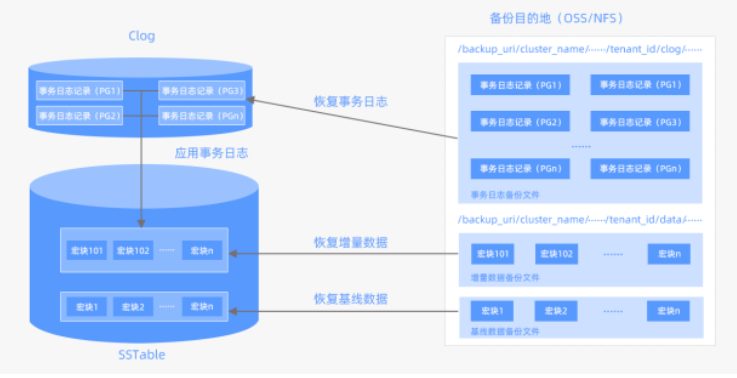 备份目的地（OSS/NFS）
Clog
/backup_uri/cluster_name/······/tenant_id/clog/······
事务日志记录（PG1） 事务日志记录（PG3）
事务日志记录（PG2） 事务日志记录（PGn）
恢复事务日志
事务日志记录（PG1） 事务日志记录（PG1）
事务日志记录（PG2） 事务日志记录（PG3）
······
事务日志记录（PGn） 事务日志记录（PGn）
事务日志备份文件
应用事务日志
/backup_uri/cluster_name/······/tenant_id/data/······
宏块101 宏块102 ······ 宏块n
恢复增量数据
宏块101 宏块102 ······ 宏块n
增量数据备份文件
宏块1 宏块2 ······ 宏块n
恢复基线数据
宏块1 宏块2 ······ 宏块n
基线数据备份文件
SSTable